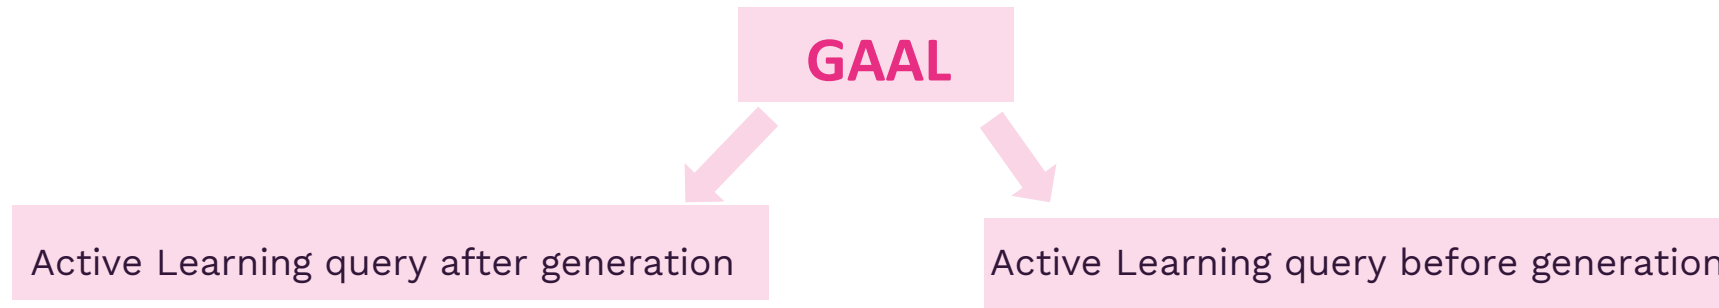 GAAL
Active Learning query after generation
Active Learning query before generation